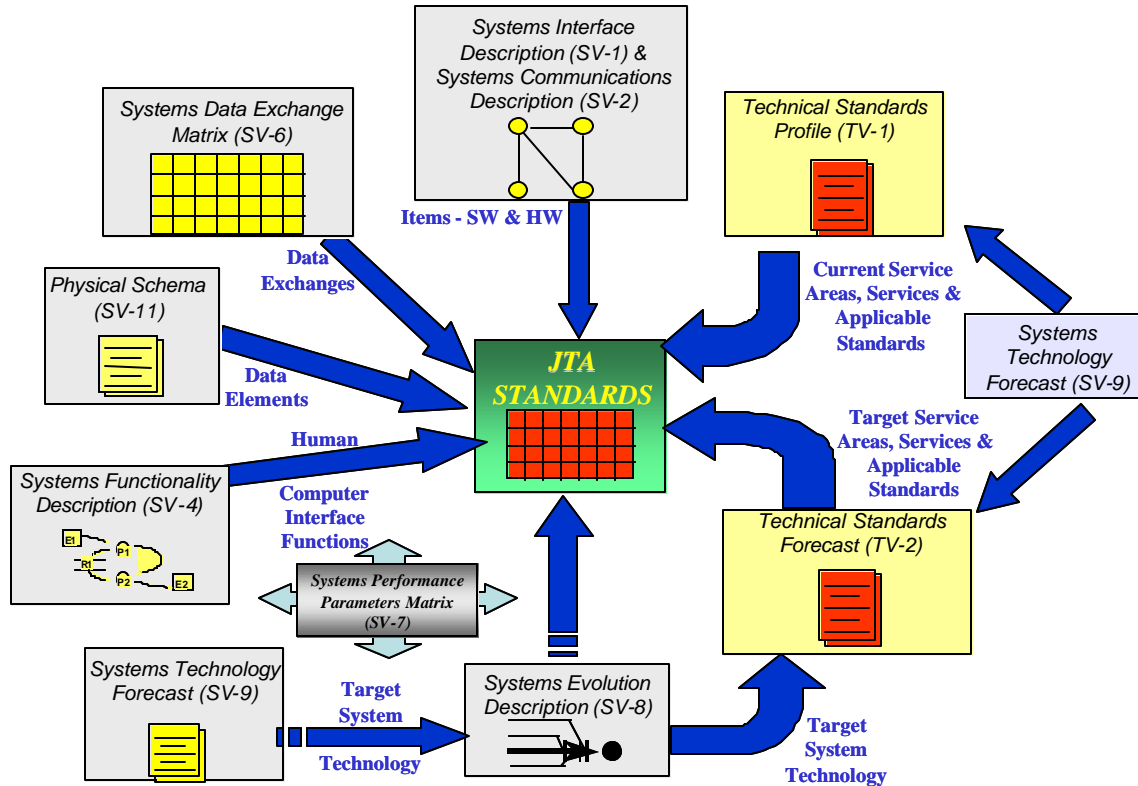 Systems Interface
Description (SV-1) &
Systems Communications
Description (SV-2)
Systems Data Exchange
Matrix (SV-6)
Technical Standards
Profile (TV-1)
Items - SW & HW
Data
Exchanges
Physical Schema
(SV-11)
Current Service
Areas, Services &
Applicable
Standards
Systems
Technology
Forecast (SV-9)
JTA
STANDARDS
Data
Elements
Human
Target Service
Areas, Services &
Applicable
Standards
Systems Functionality
Description (SV-4)
E1
P1
R1
P2
E2
Computer
Interface
Functions
Technical Standards
Forecast (TV-2)
Systems Performance
Parameters Matrix
(SV-7)
Systems Technology
Forecast (SV-9)
Target
System
Technology
Systems Evolution
Description (SV-8)
Target
System
Technology